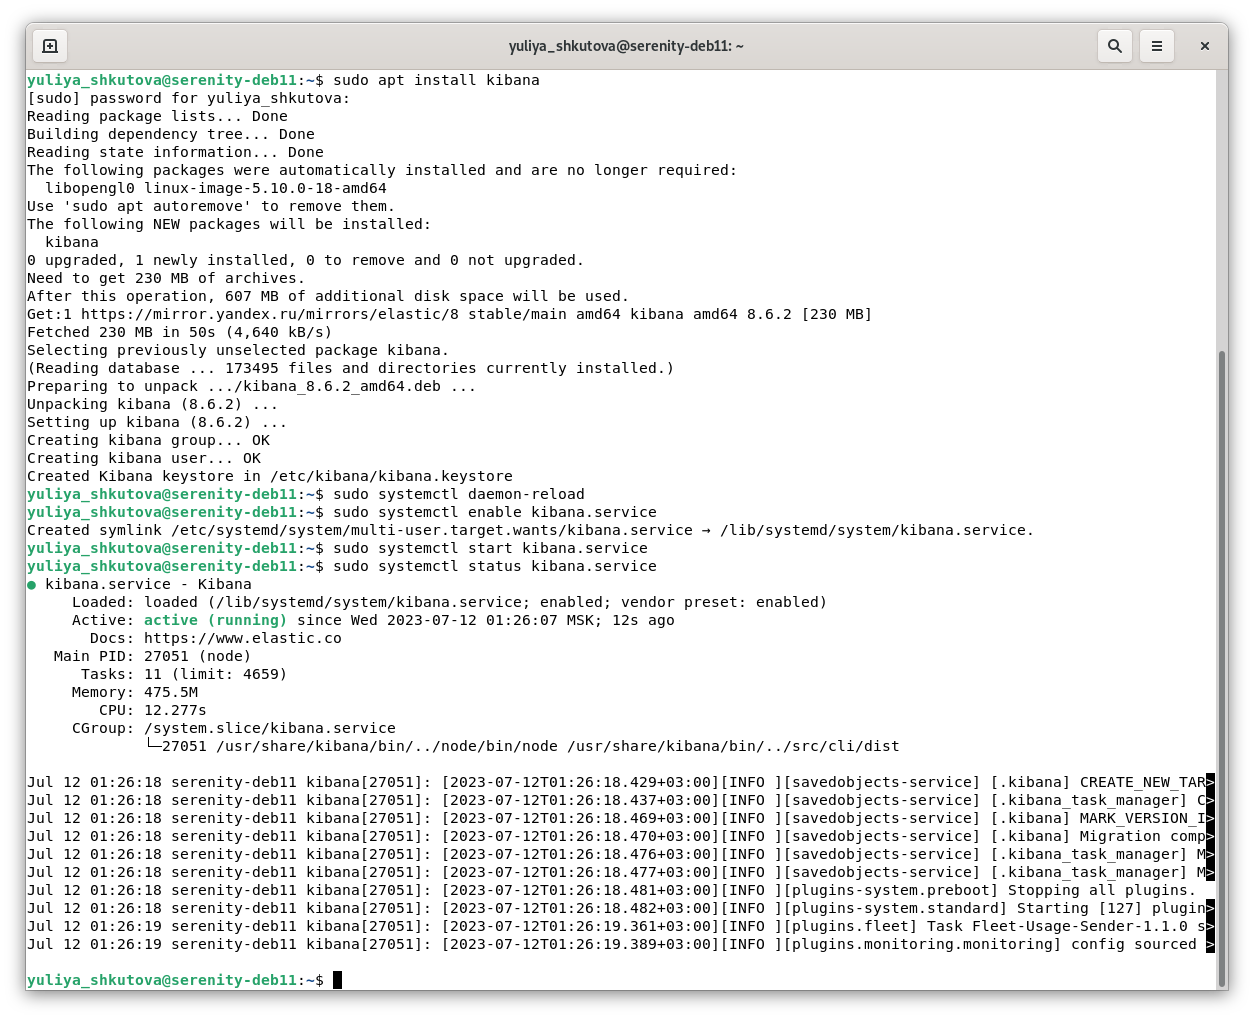 yuliya_shkutova@serenity-deb11: ~
yuliya_shkutova@serenity-deb11:~$ sudo apt install kibana
[sudo] password for yuliya_shkutova:
Reading package lists... Done
Building dependency tree... Done
Reading state information... Done
The following packages were automatically installed and are no longer required:
  libopengl0 linux-image-5.10.0-18-amd64
Use 'sudo apt autoremove' to remove them.
The following NEW packages will be installed:
  kibana
0 upgraded, 1 newly installed, 0 to remove and 0 not upgraded.
Need to get 230 MB of archives.
After this operation, 607 MB of additional disk space will be used.
Get:1 https://mirror.yandex.ru/mirrors/elastic/8 stable/main amd64 kibana amd64 8.6.2 [230 MB]
Fetched 230 MB in 50s (4,640 kB/s)
Selecting previously unselected package kibana.
(Reading database ... 173495 files and directories currently installed.)
Preparing to unpack .../kibana_8.6.2_amd64.deb ...
Unpacking kibana (8.6.2) ...
Setting up kibana (8.6.2) ...
Creating kibana group... OK
Creating kibana user... OK
Created Kibana keystore in /etc/kibana/kibana.keystore
yuliya_shkutova@serenity-deb11:~$ sudo systemctl daemon-reload
yuliya_shkutova@serenity-deb11:~$ sudo systemctl enable kibana.service
Created symlink /etc/systemd/system/multi-user.target.wants/kibana.service → /lib/systemd/system/kibana.service.
yuliya_shkutova@serenity-deb11:~$ sudo systemctl start kibana.service
yuliya_shkutova@serenity-deb11:~$ sudo systemctl status kibana.service
● kibana.service - Kibana
     Loaded: loaded (/lib/systemd/system/kibana.service; enabled; vendor preset: enabled)
     Active: active (running) since Wed 2023-07-12 01:26:07 MSK; 12s ago
       Docs: https://www.elastic.co
   Main PID: 27051 (node)
      Tasks: 11 (limit: 4659)
     Memory: 475.5M
        CPU: 12.277s
     CGroup: /system.slice/kibana.service
             └─27051 /usr/share/kibana/bin/../node/bin/node /usr/share/kibana/bin/../src/cli/dist
Jul 12 01:26:18 serenity-deb11 kibana[27051]: [2023-07-12T01:26:18.429+03:00][INFO ][savedobjects-service] [.kibana] CREATE_NEW_TAR>
Jul 12 01:26:18 serenity-deb11 kibana[27051]: [2023-07-12T01:26:18.437+03:00][INFO ][savedobjects-service] [.kibana_task_manager] C>
Jul 12 01:26:18 serenity-deb11 kibana[27051]: [2023-07-12T01:26:18.469+03:00][INFO ][savedobjects-service] [.kibana] MARK_VERSION_I>
Jul 12 01:26:18 serenity-deb11 kibana[27051]: [2023-07-12T01:26:18.470+03:00][INFO ][savedobjects-service] [.kibana] Migration comp>
Jul 12 01:26:18 serenity-deb11 kibana[27051]: [2023-07-12T01:26:18.476+03:00][INFO ][savedobjects-service] [.kibana_task_manager] M>
Jul 12 01:26:18 serenity-deb11 kibana[27051]: [2023-07-12T01:26:18.477+03:00][INFO ][savedobjects-service] [.kibana_task_manager] M>
Jul 12 01:26:18 serenity-deb11 kibana[27051]: [2023-07-12T01:26:18.481+03:00][INFO ][plugins-system.preboot] Stopping all plugins.
Jul 12 01:26:18 serenity-deb11 kibana[27051]: [2023-07-12T01:26:18.482+03:00][INFO ][plugins-system.standard] Starting [127] plugin>
Jul 12 01:26:19 serenity-deb11 kibana[27051]: [2023-07-12T01:26:19.361+03:00][INFO ][plugins.fleet] Task Fleet-Usage-Sender-1.1.0 s>
Jul 12 01:26:19 serenity-deb11 kibana[27051]: [2023-07-12T01:26:19.389+03:00][INFO ][plugins.monitoring.monitoring] config sourced >
yuliya_shkutova@serenity-deb11:~$